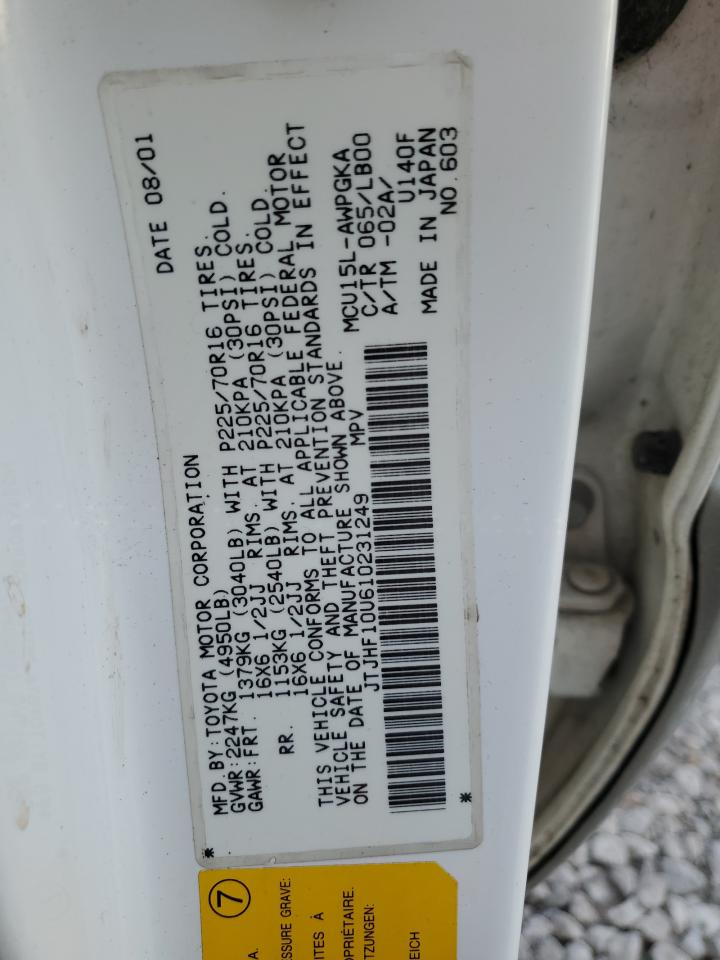 DATE 08/01
MFD.BY:TOYOTA MOTOR CORPORATION
GVWR:2247KG (4950LB)
GAWR:FRT. 1379KG (3040LB) WITH P225/70R16 TIRES.
16X6 1/2JJ RIMS. AT 210KPA (30PSI) COLD.
RR. 1153KG (2540LB) WITH P225/70R16 TIRES.
16X6 1/2JJ RIMS. AT 210KPA (30PSI) COLD.
THIS VEHICLE CONFORMS TO ALL APPLICABLE FEDERAL MOTOR
VEHICLE SAFETY AND THEFT PREVENTION STANDARDS IN EFFECT
ON THE DATE OF MANUFACTURE SHOWN ABOVE.
JTJHF10U610231249 MPV
MCU15L-AWPGKA
C/TR 065/LB00
A/TM -02A/
U140F
MADE IN JAPAN
NO.603
* *
7
A.
ESSURE GRAVE:
ITES À
OPRIÉTAIRE.
TZUNGEN:
EICH